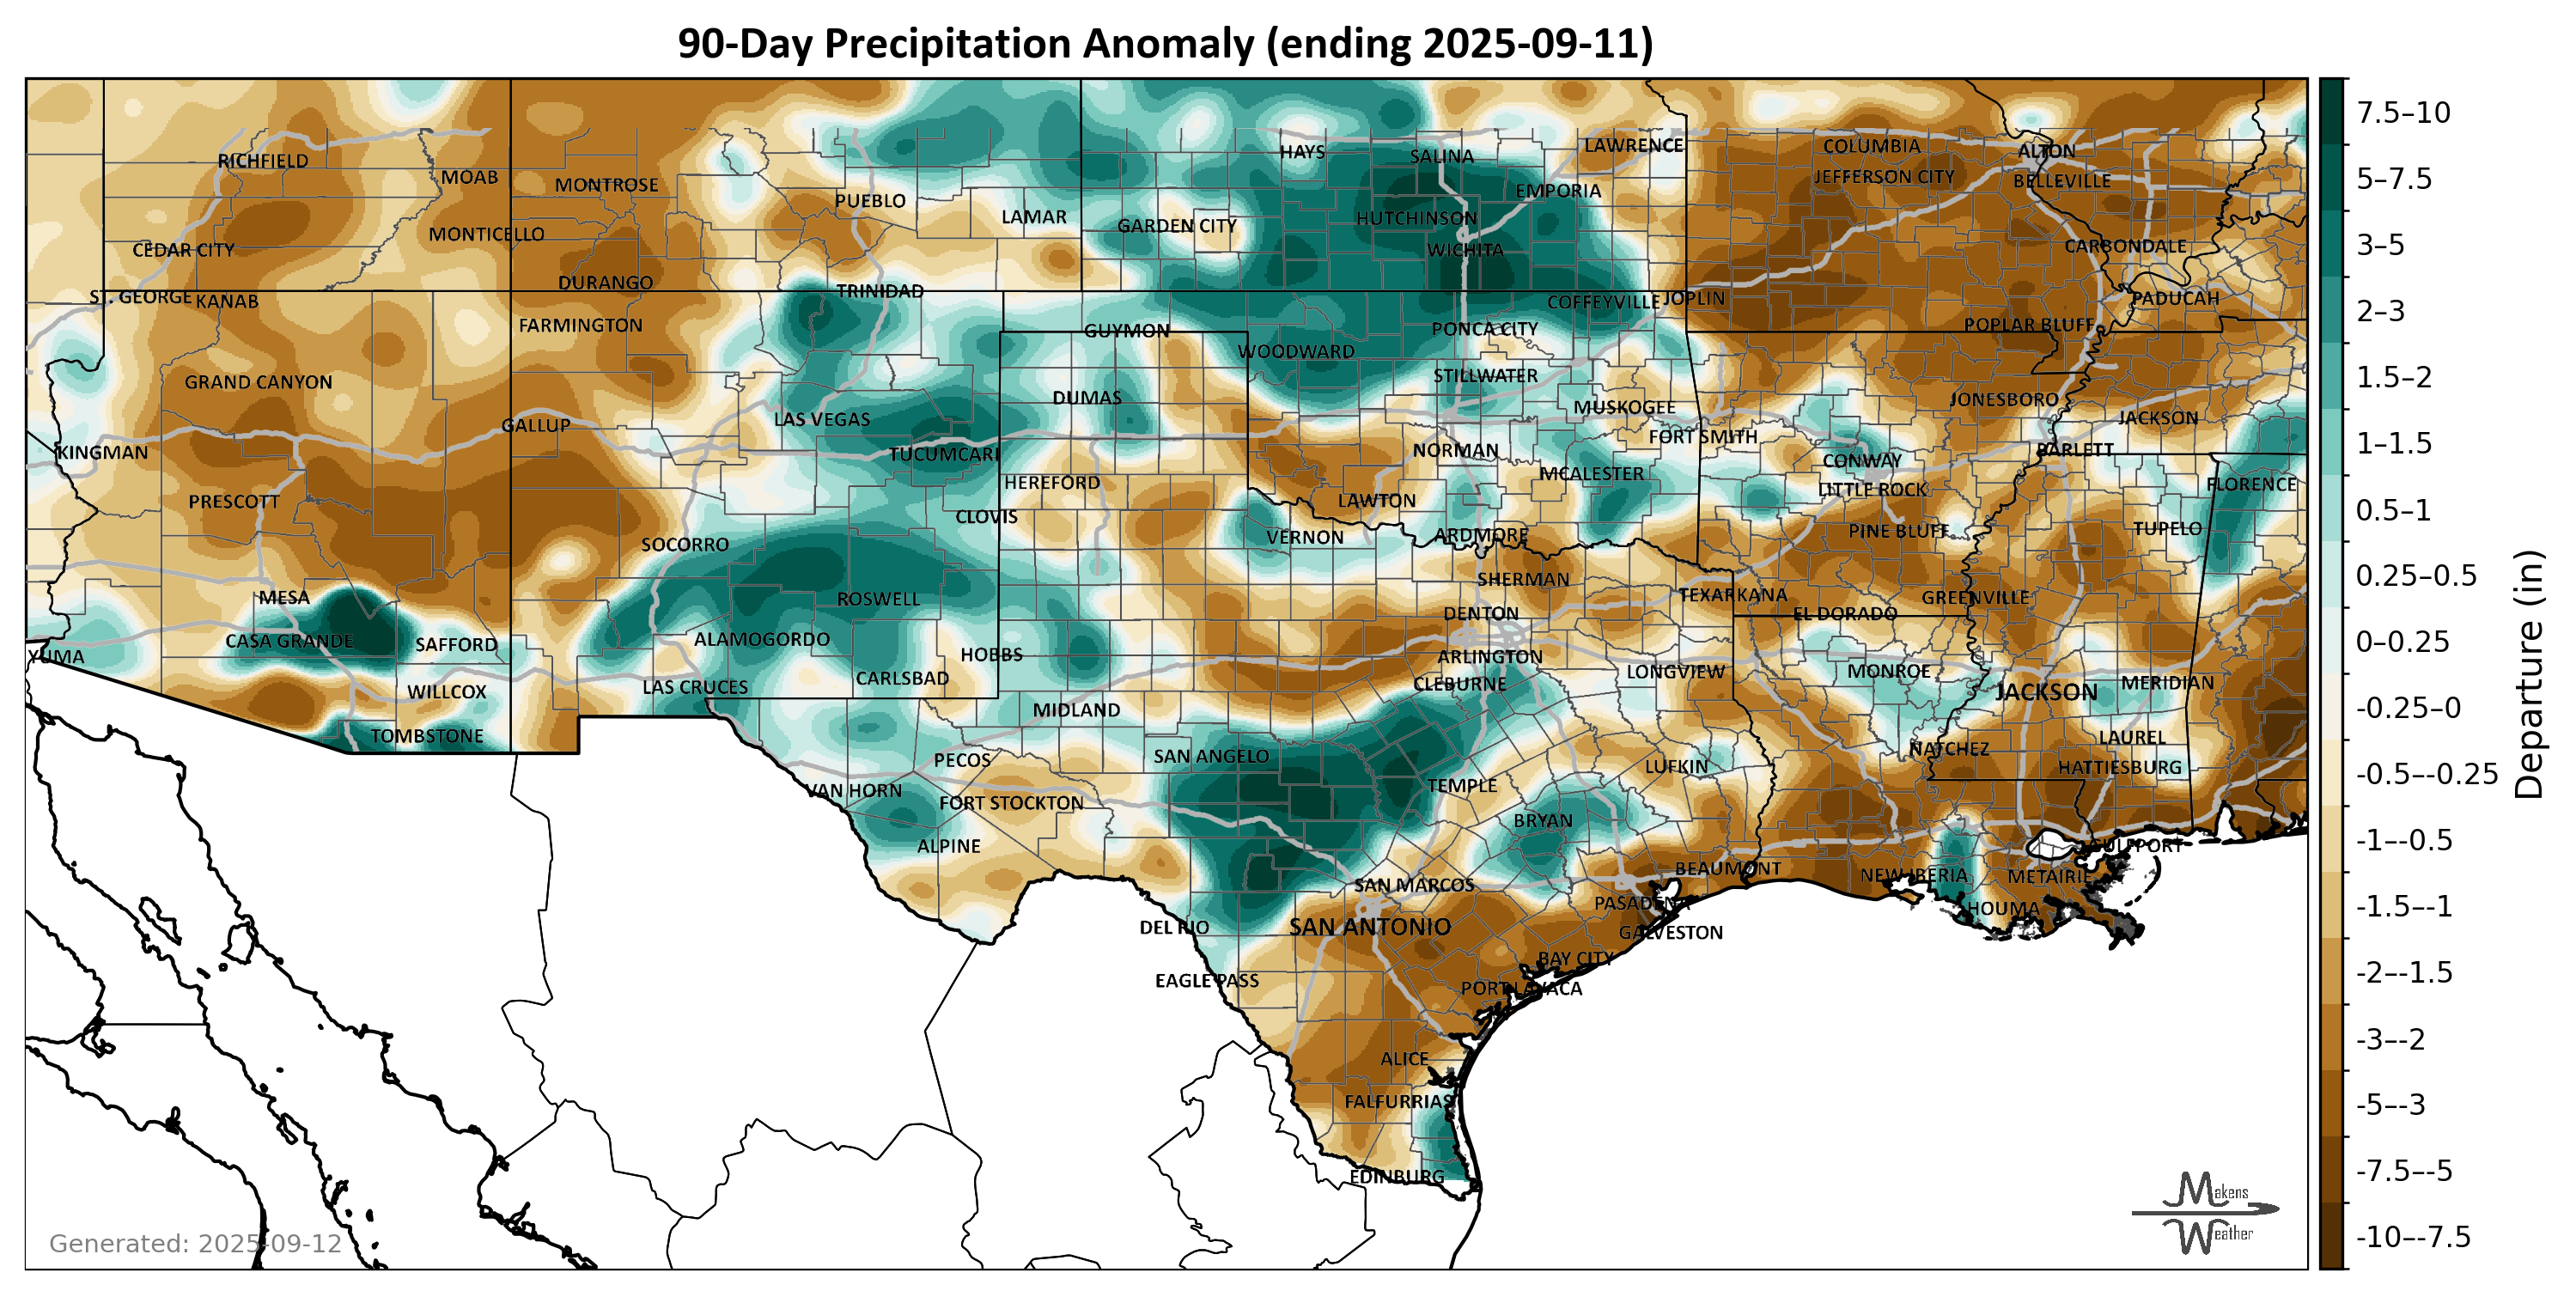 90-Day Precipitation Anomaly (ending 2025-09-11)
RICHFIELD
MOAB
MONTROSE
PUEBLO
LAMAR
HAYS
SALINA
LAWRENCE
COLUMBIA
ALTON
JEFFERSON CITY
BELLEVILLE
EMPORIA
GARDEN CITY
HUTCHINSON
WICHITA
CEDAR CITY
MONTICELLO
CARBONDALE
DURANGO
TRINIDAD
ST. GEORGE
KANAB
COFFEYVILLE
JOPLIN
PADUCAH
FARMINGTON
GUYMON
PONCA CITY
POPLAR BLUFF
WOODWARD
GRAND CANYON
DUMAS
STILLWATER
JONESBORO
GALLUP
LAS VEGAS
MUSKOGEE
JACKSON
KINGMAN
TUCUMCARI
NORMAN
FORT SMITH
BARLETT
CONWAY
HEREFORD
MCALESTER
LITTLE ROCK
FLORENCE
PRESCOTT
LAWTON
CLOVIS
VERNON
ARDMORE
PINE BLUFF
TUPELO
SOCORRO
SHERMAN
MESA
ROSWELL
DENTON
TEXARKANA
GREENVILLE
EL DORADO
CASA GRANDE
SAFFORD
ALAMOGORDO
YUMA
HOBBS
ARLINGTON
LONGVIEW
MONROE
WILLCOX
LAS CRUCES
CARLSBAD
CLEBURNE
JACKSON
MERIDIAN
MIDLAND
TOMBSTONE
LAUREL
NATCHEZ
PECOS
SAN ANGELO
LUFKIN
HATTIESBURG
VAN HORN
FORT STOCKTON
TEMPLE
BRYAN
ALPINE
GULFPORT
BEAUMONT
NEW IBERIA
METAIRIE
SAN MARCOS
PASADENA
HOUMA
DEL RIO
SAN ANTONIO
GALVESTON
BAY CITY
EAGLE PASS
PORT LAVACA
ALICE
FALFURRIAS
EDINBURG
7.5–10
5–7.5
3–5
2–3
1.5–2
1–1.5
0.5–1
0.25–0.5
0–0.25
-0.25–0
-0.5–-0.25
-1–-0.5
-1.5–-1
-2–-1.5
-3–-2
-5–-3
-7.5–-5
-10–-7.5
Departure (in)
Generated: 2025-09-12
Makens
Weather